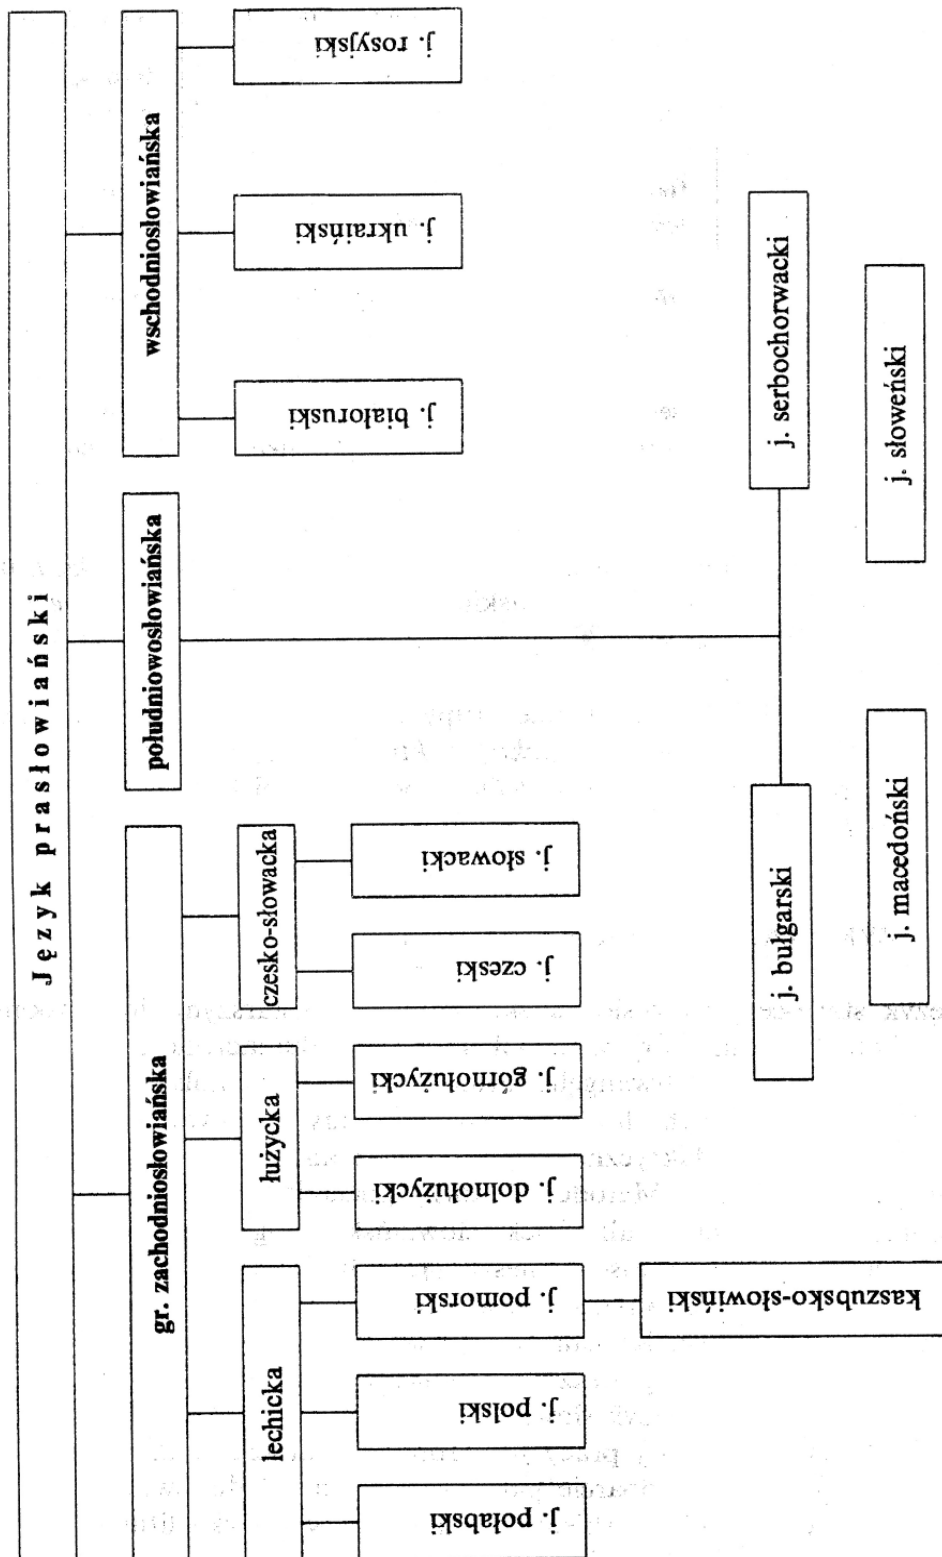 Język prasłowiański
gr. zachodniosłowiańska
południowosłowiańska
wschodniosłowiańska
lechicka
łużycka
czesko-słowacka
j. połabski
j. polski
j. pomorski
j. dolnołużycki
j. górnołużycki
j. czeski
j. słowacki
j. białoruski
j. ukraiński
j. rosyjski
kaszubsko-słowiński
j. bułgarski
j. serbochorwacki
j. macedoński
j. słoweński